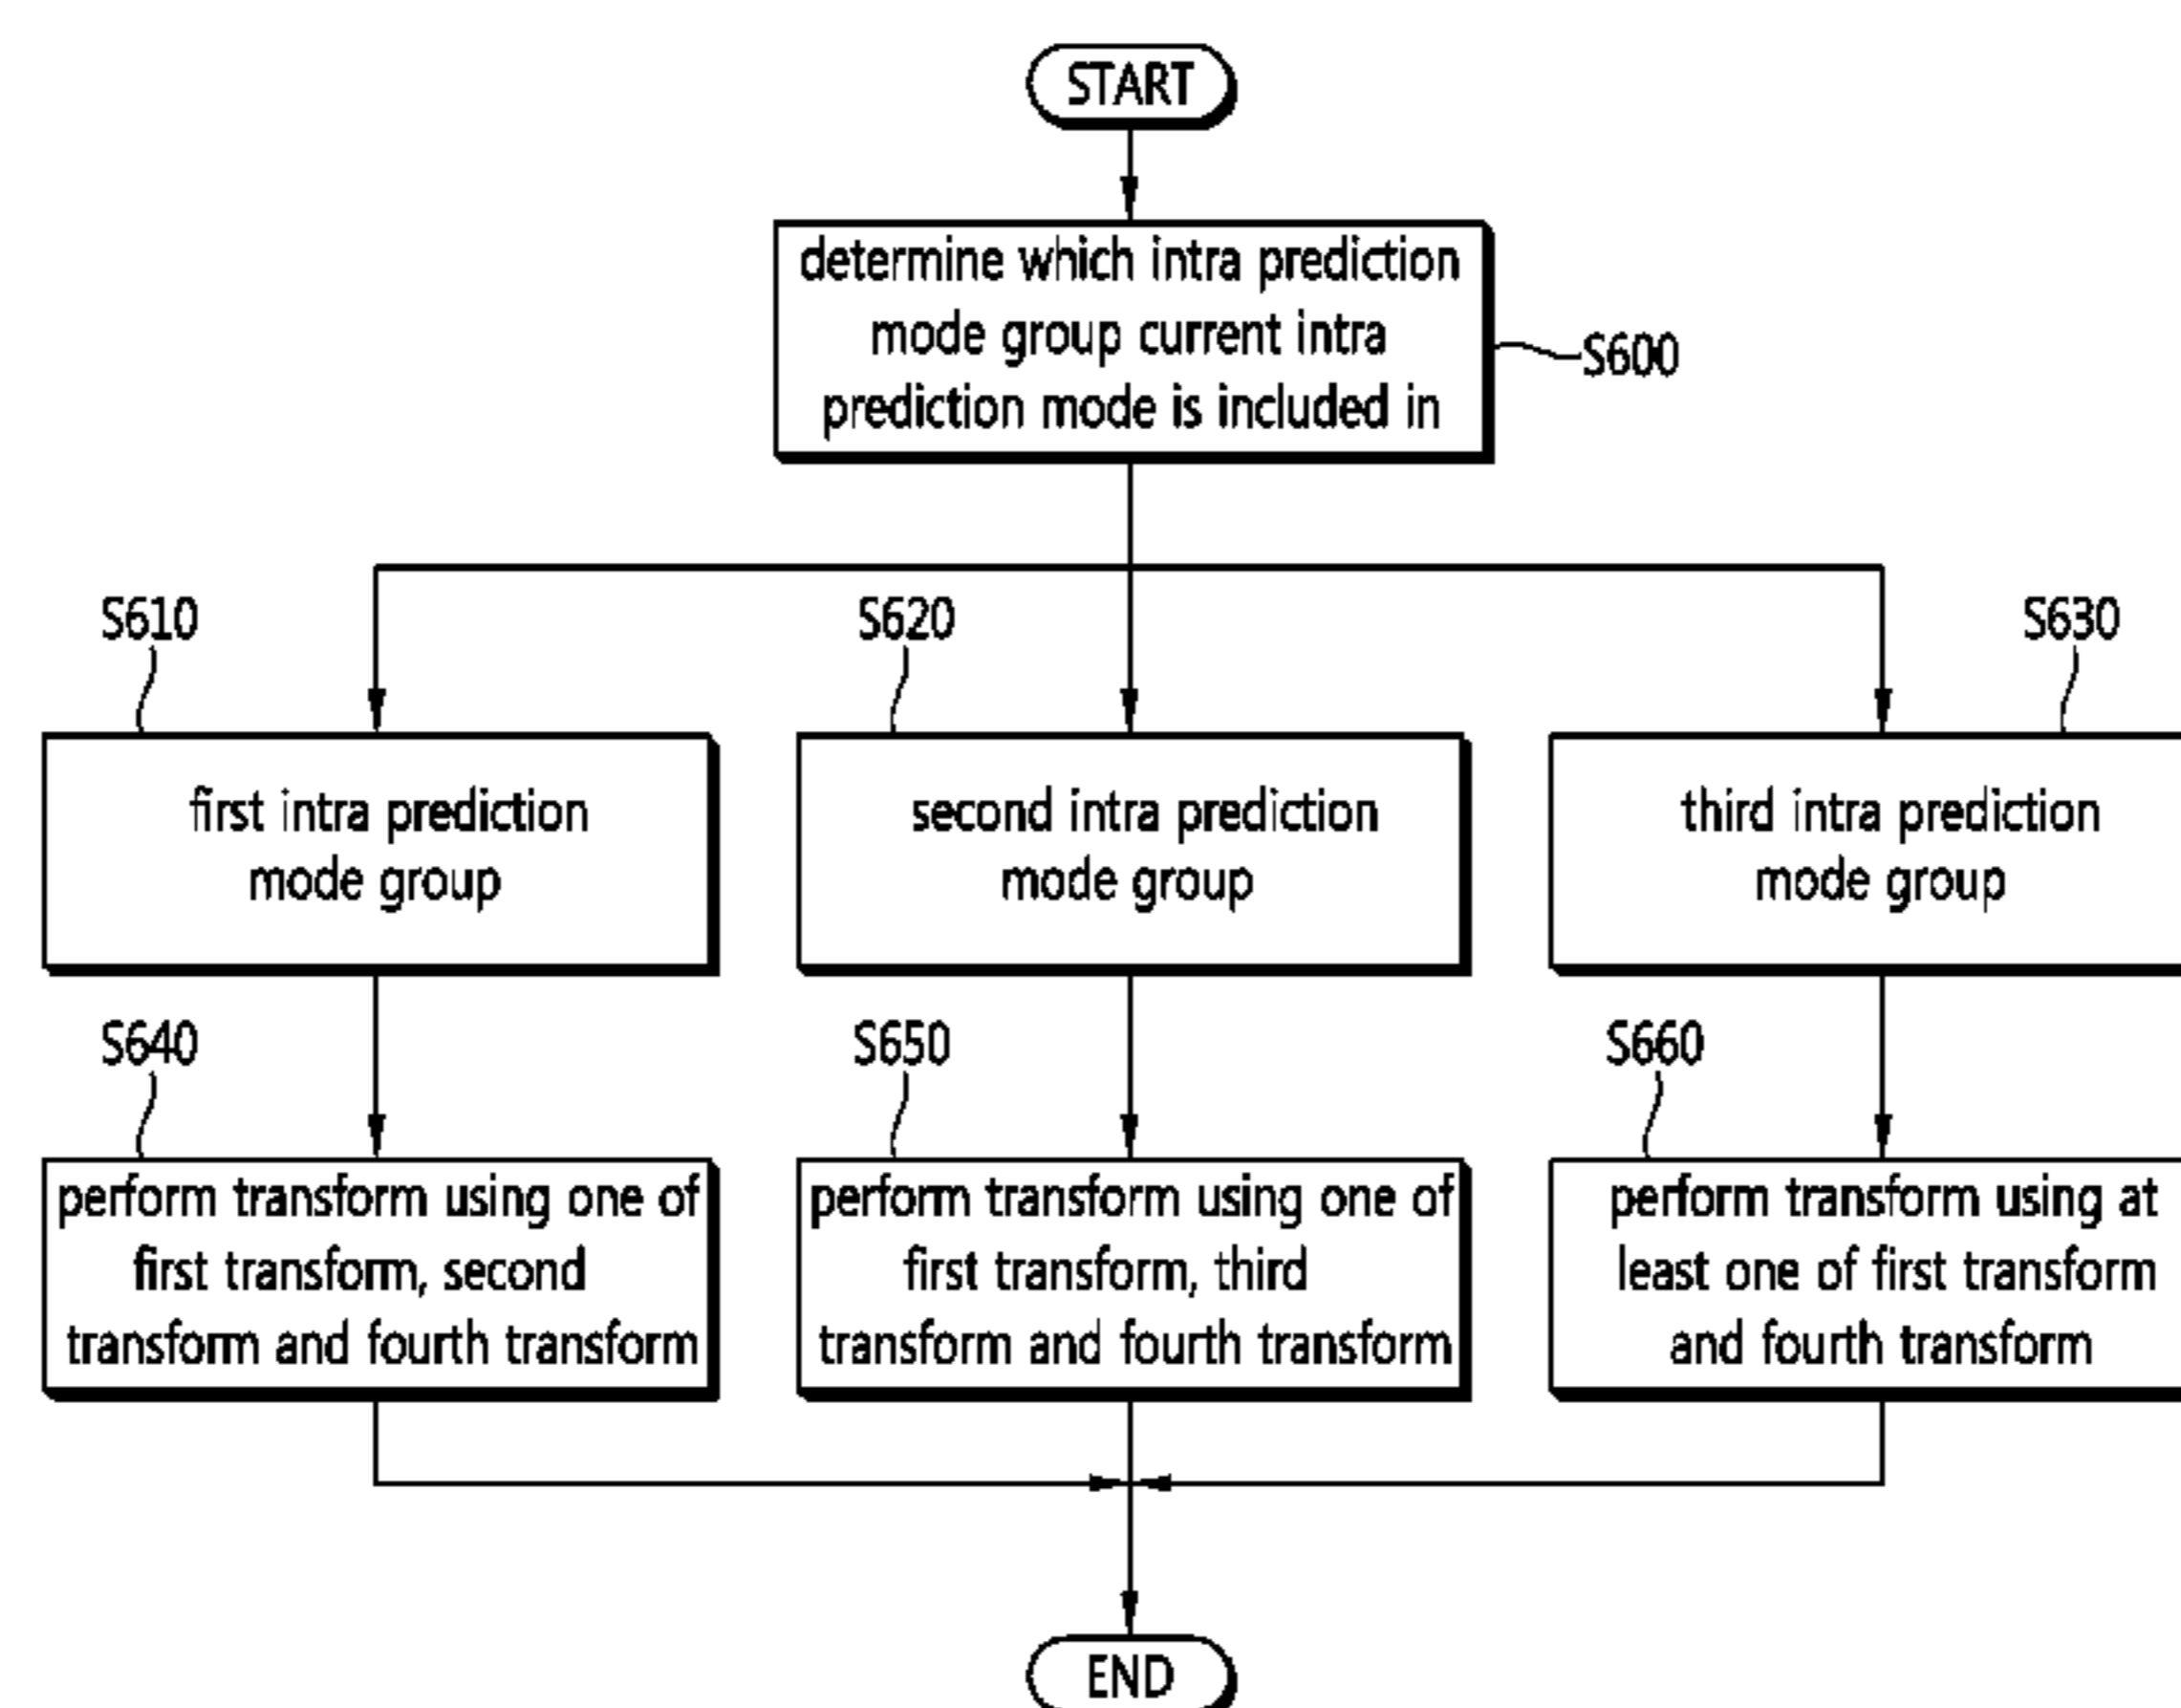 START
determine which intra prediction
mode group current intra
prediction mode is included in
S600
S610
S620
S630
first intra prediction
mode group
second intra prediction
mode group
third intra prediction
mode group
S640
S650
S660
perform transform using one of
first transform, second
transform and fourth transform
perform transform using one of
first transform, third
transform and fourth transform
perform transform using at
least one of first transform
and fourth transform
END